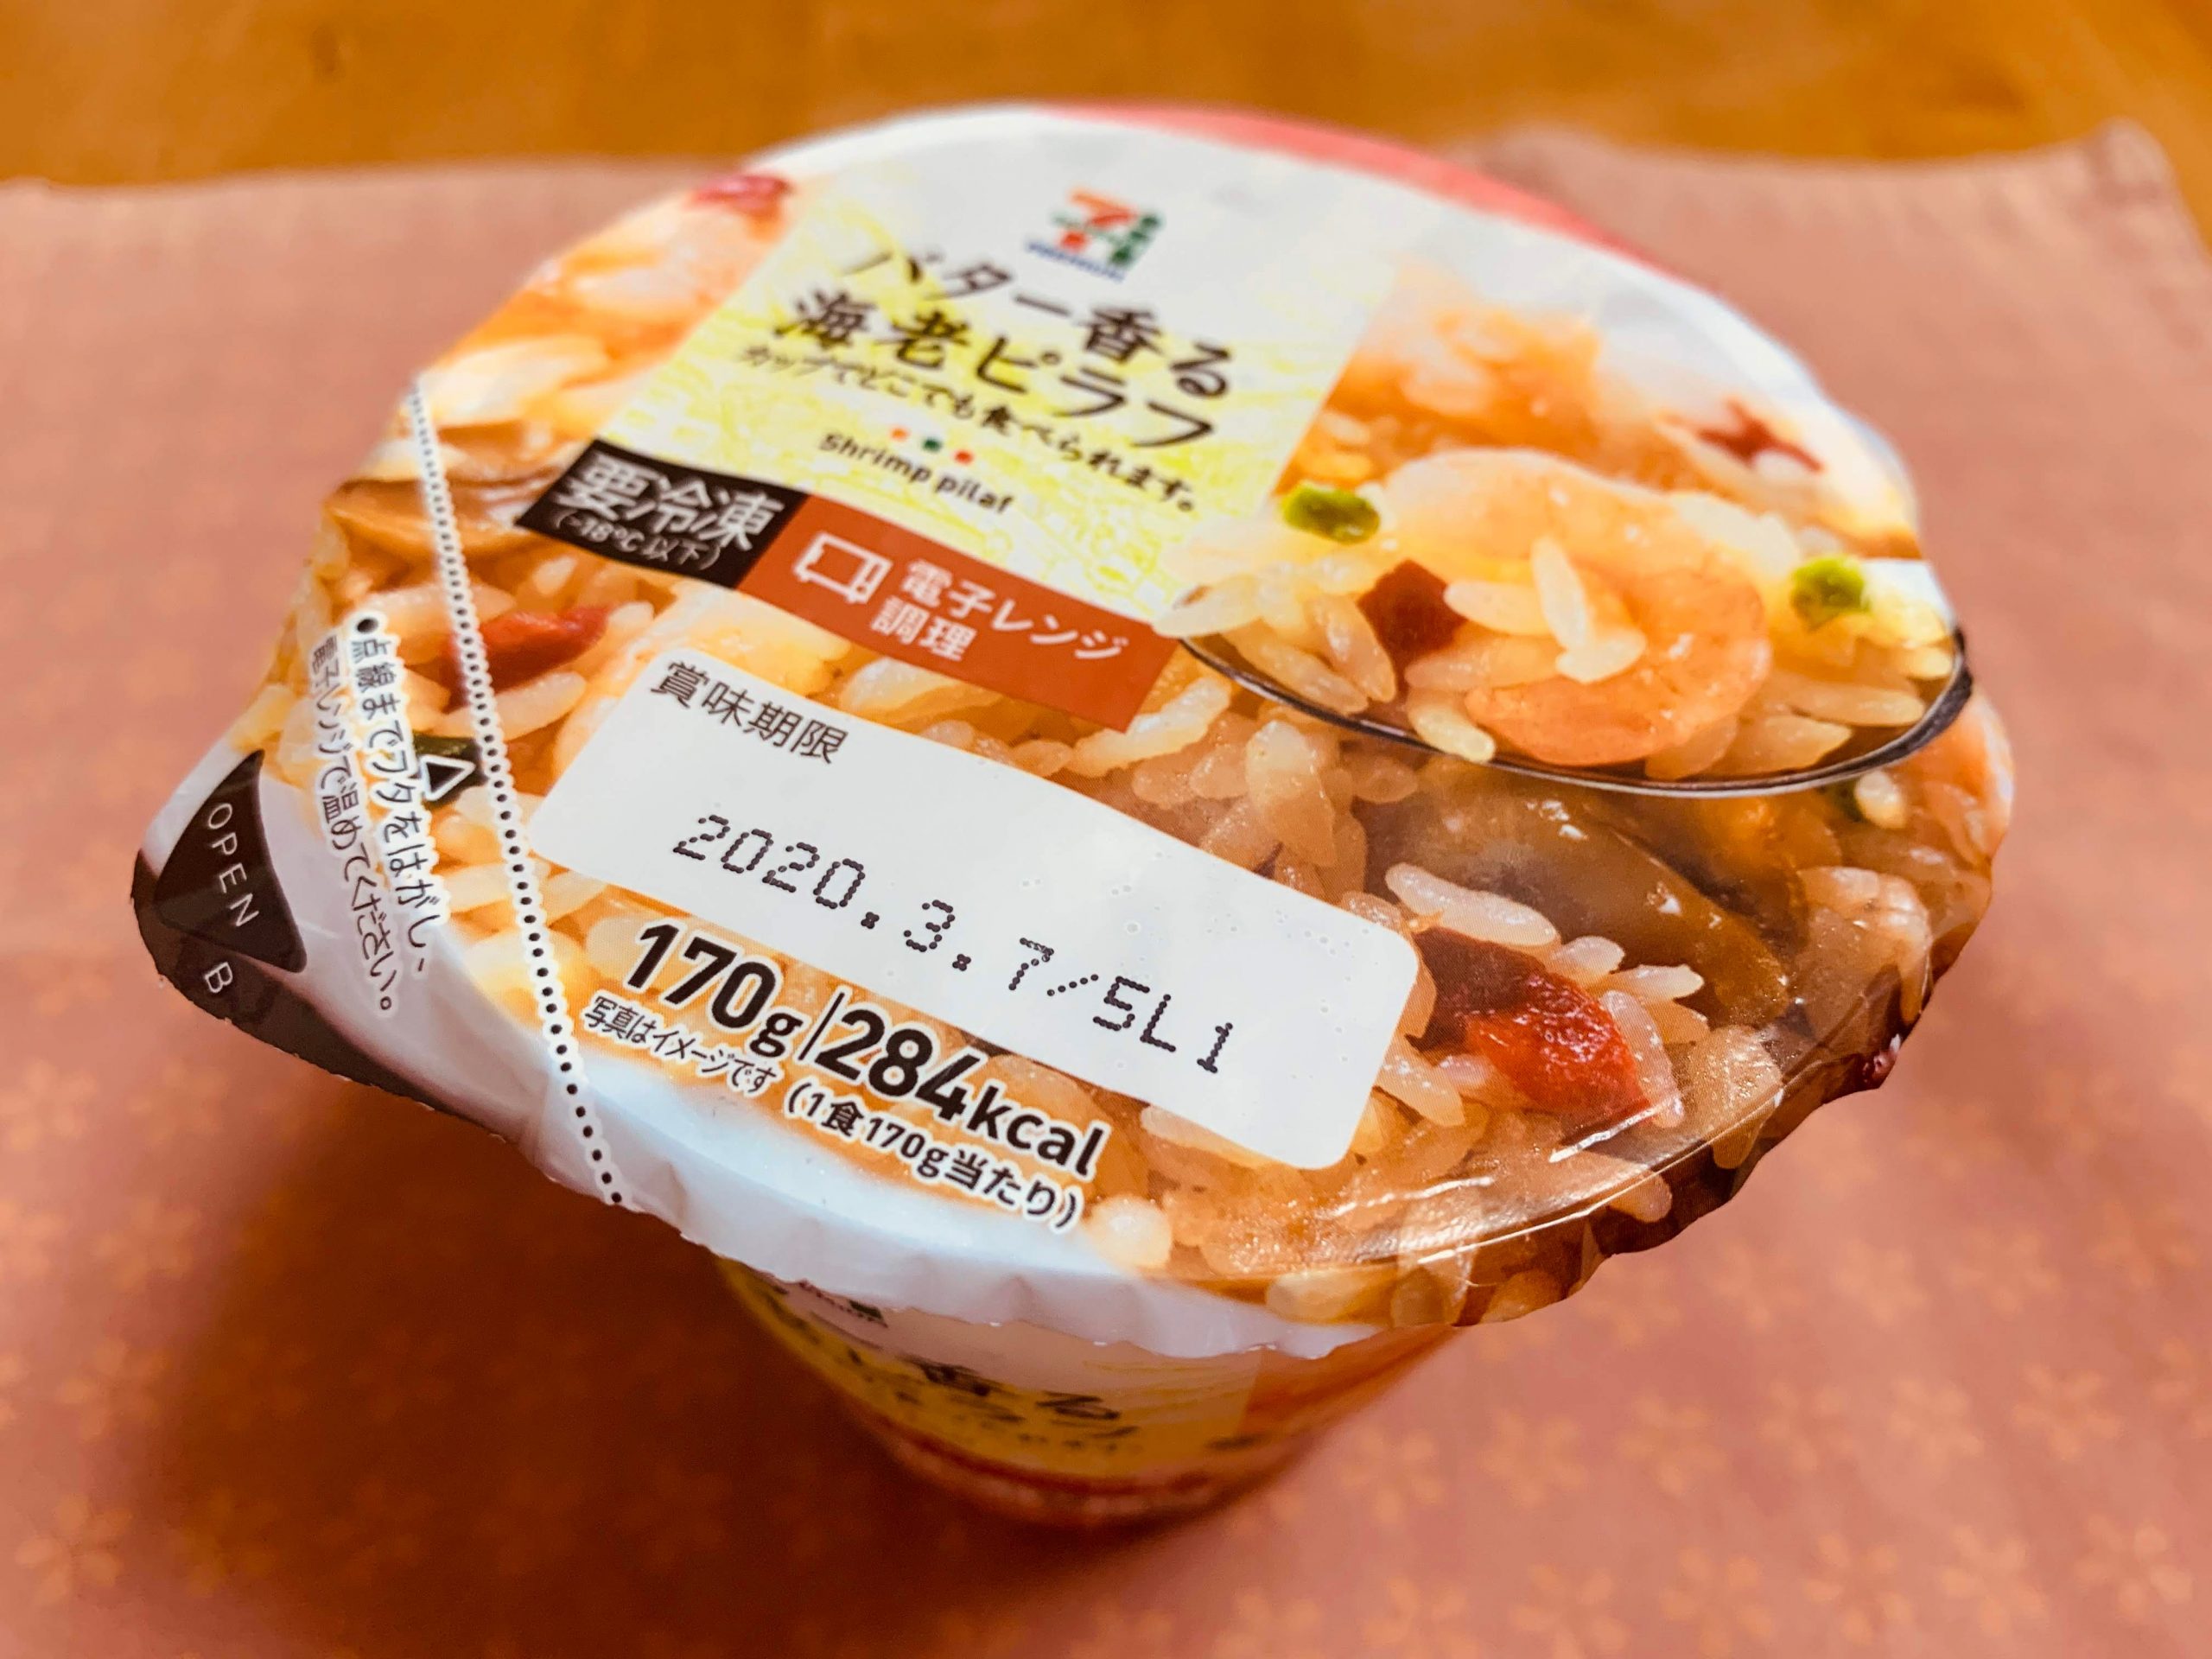 7
PREMIUM
バター香る
海老ピラフ
カップでどこでも食べられます。
Shrimp pilaf
要冷凍
(-18℃以下)
電子レンジ
調理
賞味期限
2020.3.7/5L1
170g|284kcal
写真はイメージです (1食170g当たり)
●点線までフタをはがし、
電子レンジで温めてください。
OPEN B
香る